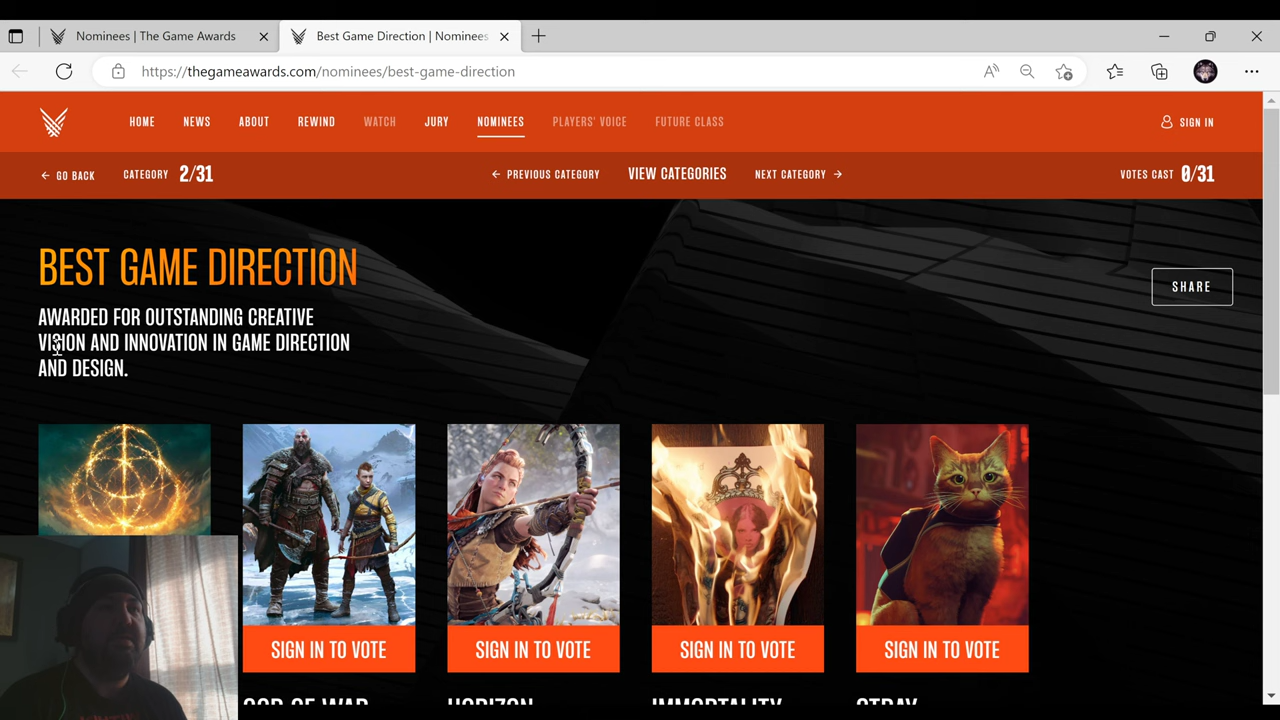 Nominees | The Game Awards
Best Game Direction | Nominees
https://thegameawards.com/nominees/best-game-direction
HOME NEWS ABOUT REWIND WATCH JURY NOMINEES PLAYERS' VOICE FUTURE CLASS SIGN IN
← GO BACK CATEGORY 2/31 ← PREVIOUS CATEGORY VIEW CATEGORIES NEXT CATEGORY → VOTES CAST 0/31
BEST GAME DIRECTION
SHARE
AWARDED FOR OUTSTANDING CREATIVE
VISION AND INNOVATION IN GAME DIRECTION
AND DESIGN.
SIGN IN TO VOTE SIGN IN TO VOTE SIGN IN TO VOTE SIGN IN TO VOTE
GOD OF WAR HORIZON IMMORTALITY STRAY